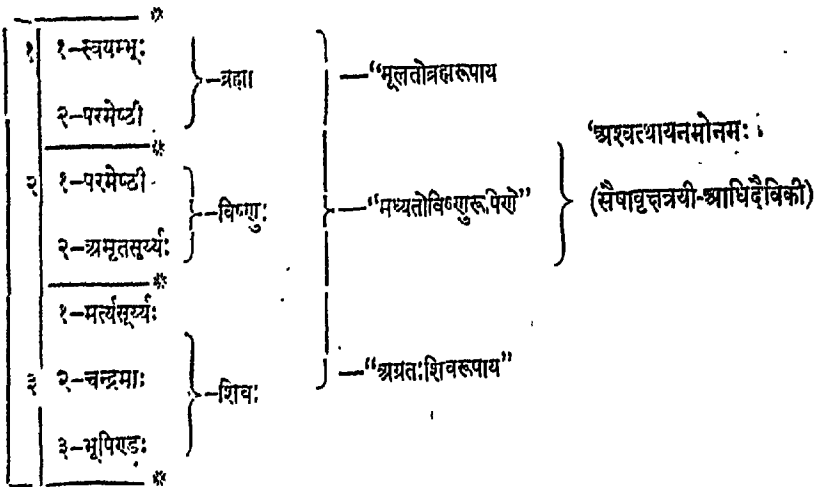 १ १–स्वयम्भूः –ब्रह्मा —“मूलतोब्रह्मरूपाय
२–परमेष्ठी
‘अश्वत्थायनमोनमः
२ १–परमेष्ठी –विष्णुः —“मध्यतोविष्णुरूपिणे” (सैषावृक्षत्रयी-आधिदैविकी)
२–अमृतसूर्य्यः
१–मर्त्यसूर्य्यः
३ २–चन्द्रमाः –शिवः —“अग्रतःशिवरूपाय”
३–भूपिण्डः